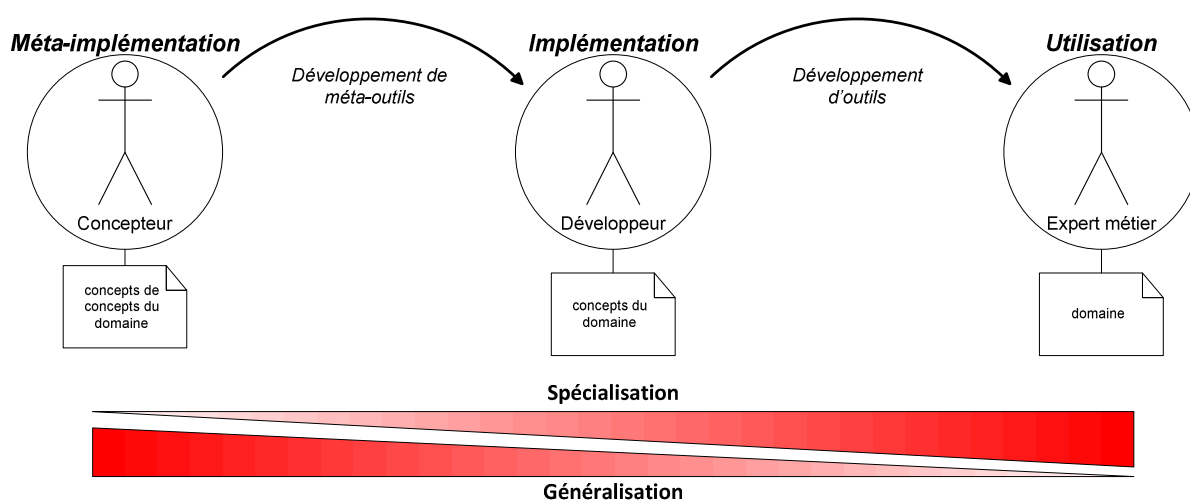 Méta-implémentation
Implémentation
Utilisation
Développement de
méta-outils
Développement
d'outils
Concepteur
Développeur
Expert métier
concepts de
concepts du
domaine
concepts du
domaine
domaine
Spécialisation
Généralisation